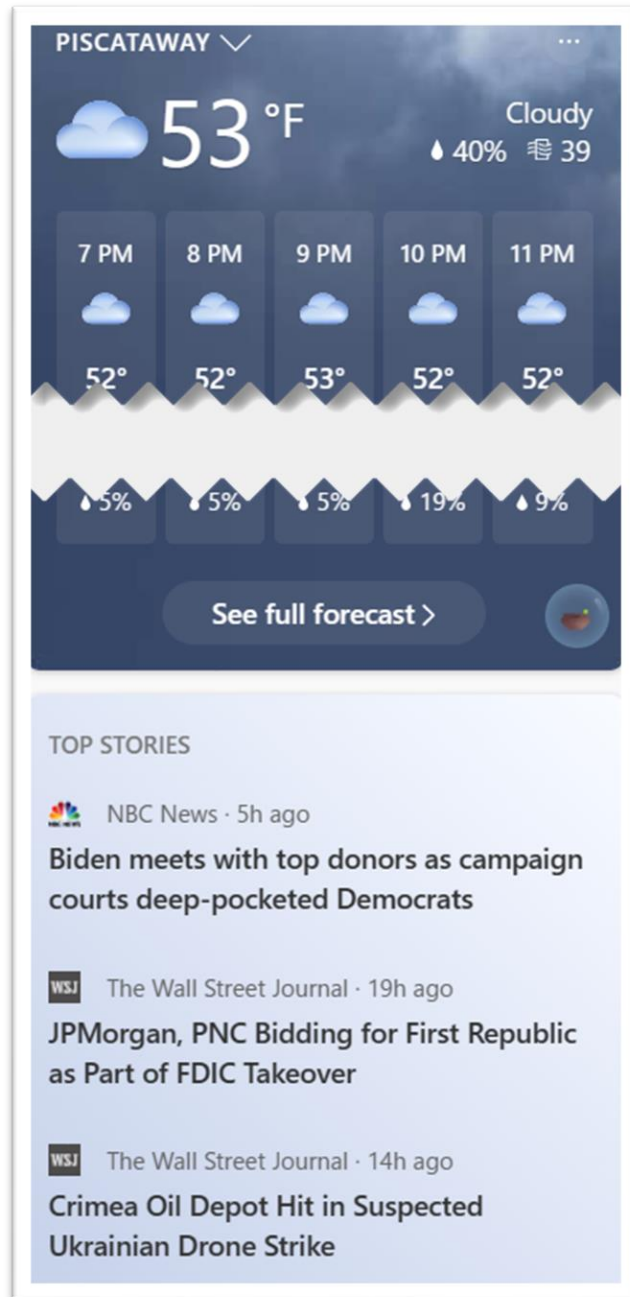 PISCATAWAY
53 °F
Cloudy
40% 39
7 PM 8 PM 9 PM 10 PM 11 PM
52° 52° 53° 52° 52°
5% 5% 5% 19% 9%
See full forecast >
TOP STORIES
NBC News · 5h ago
Biden meets with top donors as campaign
courts deep-pocketed Democrats
WSJ The Wall Street Journal · 19h ago
JPMorgan, PNC Bidding for First Republic
as Part of FDIC Takeover
WSJ The Wall Street Journal · 14h ago
Crimea Oil Depot Hit in Suspected
Ukrainian Drone Strike